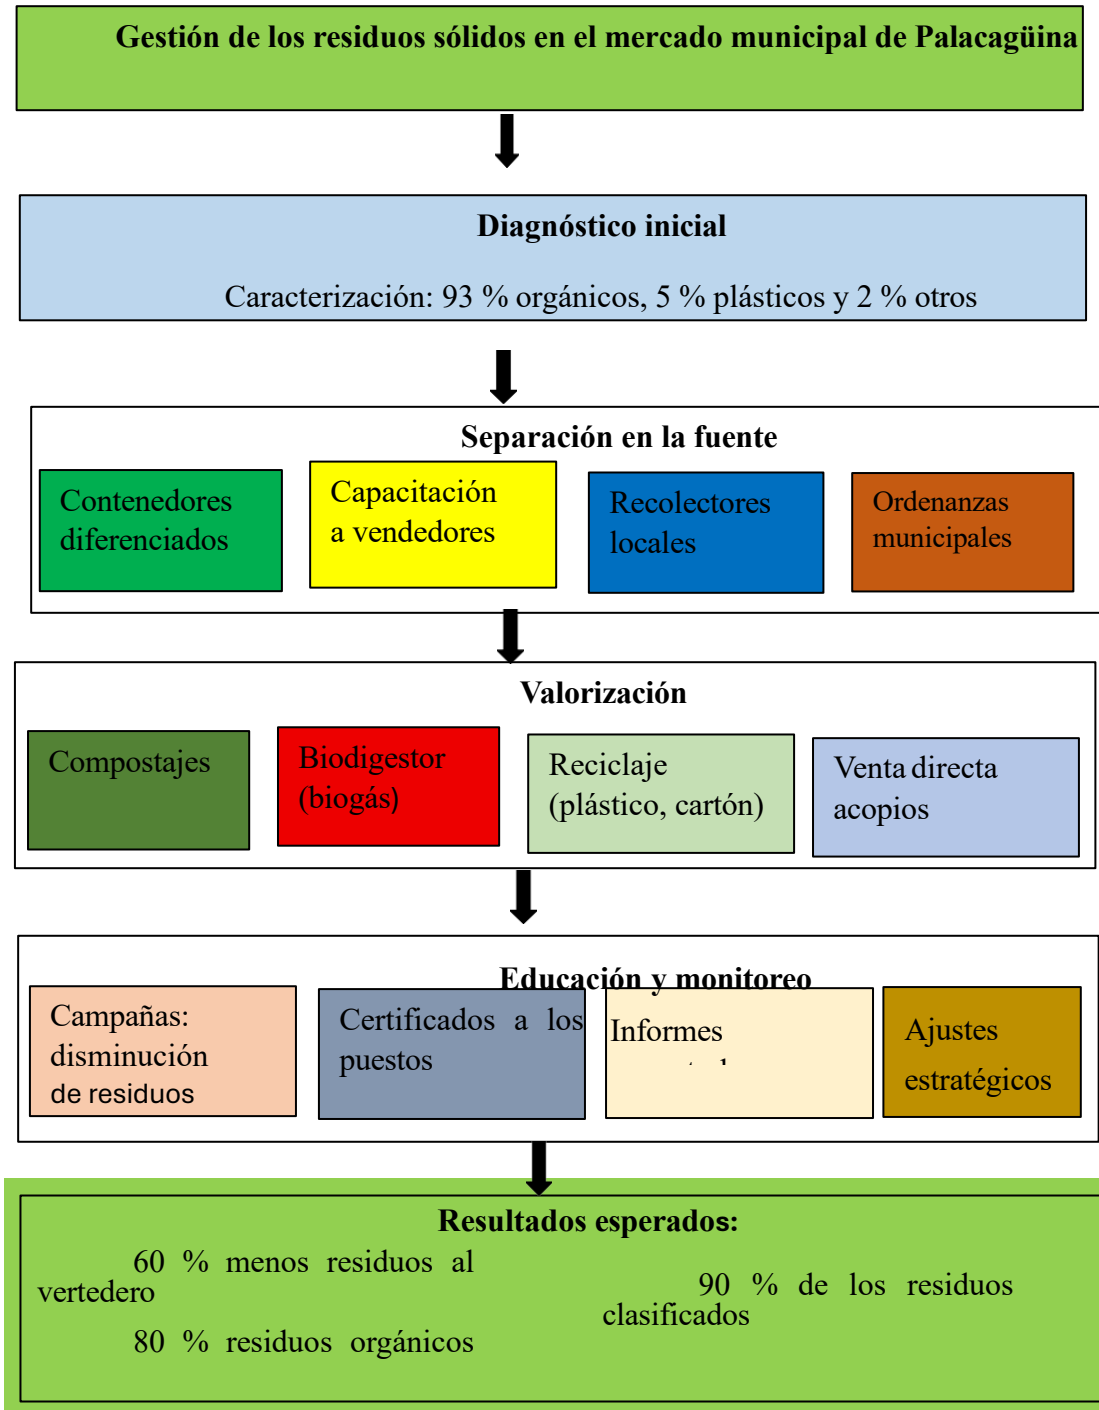 Gestión de los residuos sólidos en el mercado municipal de Palacagüina
Diagnóstico inicial
Caracterización: 93 % orgánicos, 5 % plásticos y 2 % otros
Separación en la fuente
Contenedores
diferenciados
Capacitación
a vendedores
Recolectores
locales
Ordenanzas
municipales
Valorización
Compostajes
Biodigestor
(biogás)
Reciclaje
(plástico, cartón)
Venta directa
acopios
Educación y monitoreo
Campañas:
disminución
de residuos
Certificados a los
puestos
Informes
Ajustes
estratégicos
Resultados esperados:
60 % menos residuos al
vertedero
80 % residuos orgánicos
90 % de los residuos
clasificados